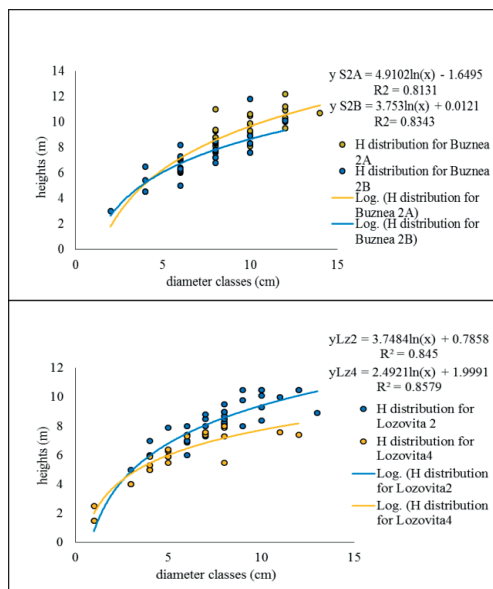 y S2A = 4.9102ln(x) - 1.6495
R2 = 0.8131
y S2B = 3.753ln(x) + 0.0121
R2= 0.8343
14
12
10
8
6
4
2
0
heights (m)
0
5
10
15
diameter classes (cm)
H distribution for Buznea
2A
H distribution for Buznea
2B
Log. (H distribution for
Buznea 2A)
Log. (H distribution for
Buznea 2B)
yLz2 = 3.7484ln(x) + 0.7858
R² = 0.845
yLz4 = 2.4921ln(x) + 1.9991
R² = 0.8579
12
10
8
6
4
2
0
heights (m)
0
5
10
15
diameter classes (cm)
H distribution for
Lozovita 2
H distribution for
Lozovita4
Log. (H distribution
for Lozovita2
Log. (H distribution
for Lozovita4